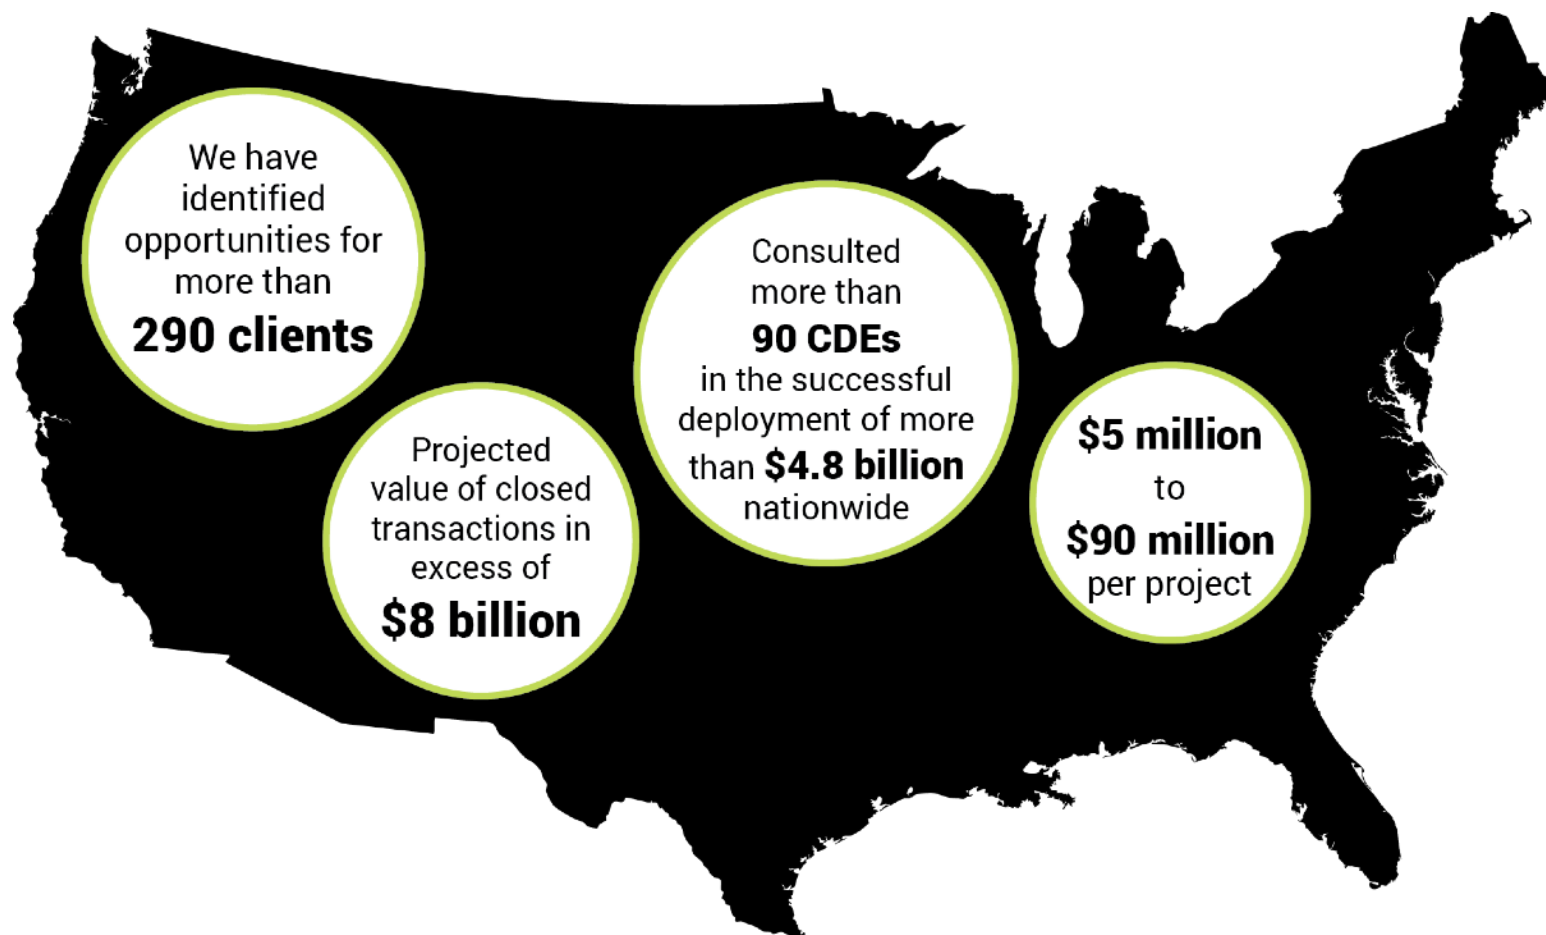 We have
identified
opportunities for
more than
290 clients
Projected
value of closed
transactions in
excess of
$8 billion
Consulted
more than
90 CDEs
in the successful
deployment of more
than $4.8 billion
nationwide
$5 million
to
$90 million
per project